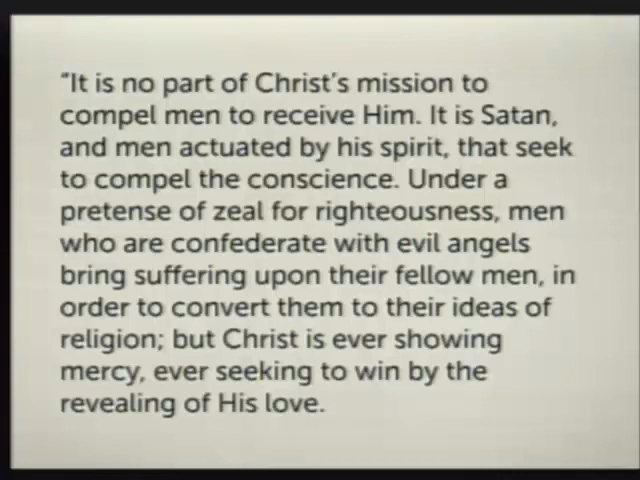 “It is no part of Christ’s mission to
compel men to receive Him. It is Satan,
and men actuated by his spirit, that seek
to compel the conscience. Under a
pretense of zeal for righteousness, men
who are confederate with evil angels
bring suffering upon their fellow men, in
order to convert them to their ideas of
religion; but Christ is ever showing
mercy, ever seeking to win by the
revealing of His love.